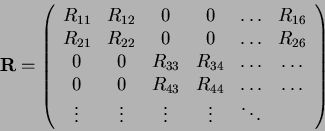 R₁₁ R₁₂ 0 0 … R₁₆
R₂₁ R₂₂ 0 0 … R₂₆
R = ( 0 0 R₃₃ R₃₄ … … )
0 0 R₄₃ R₄₄ … …
⋮ ⋮ ⋮ ⋮ ⋱